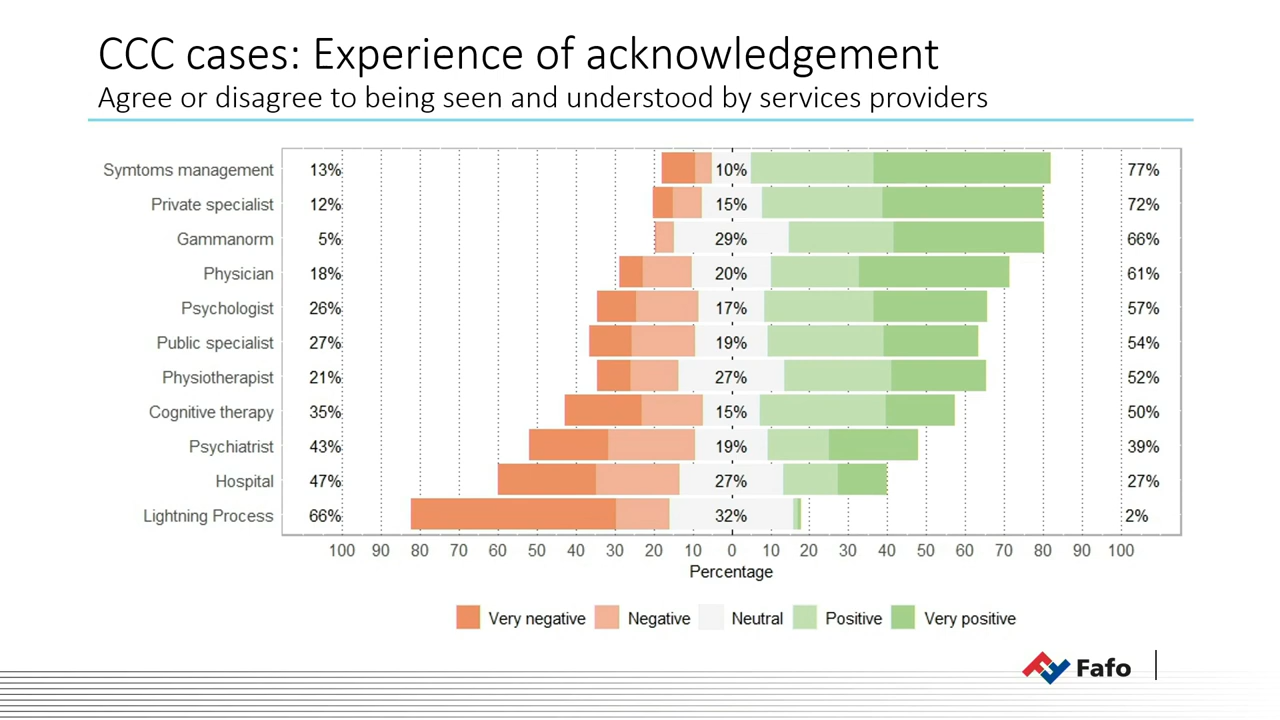 CCC cases: Experience of acknowledgement
Agree or disagree to being seen and understood by services providers
Symtoms management 13% 10% 77%
Private specialist 12% 15% 72%
Gammanorm 5% 29% 66%
Physician 18% 20% 61%
Psychologist 26% 17% 57%
Public specialist 27% 19% 54%
Physiotherapist 21% 27% 52%
Cognitive therapy 35% 15% 50%
Psychiatrist 43% 19% 39%
Hospital 47% 27% 27%
Lightning Process 66% 32% 2%
100 90 80 70 60 50 40 30 20 10 0 10 20 30 40 50 60 70 80 90 100
Percentage
Very negative Negative Neutral Positive Very positive
Fafo